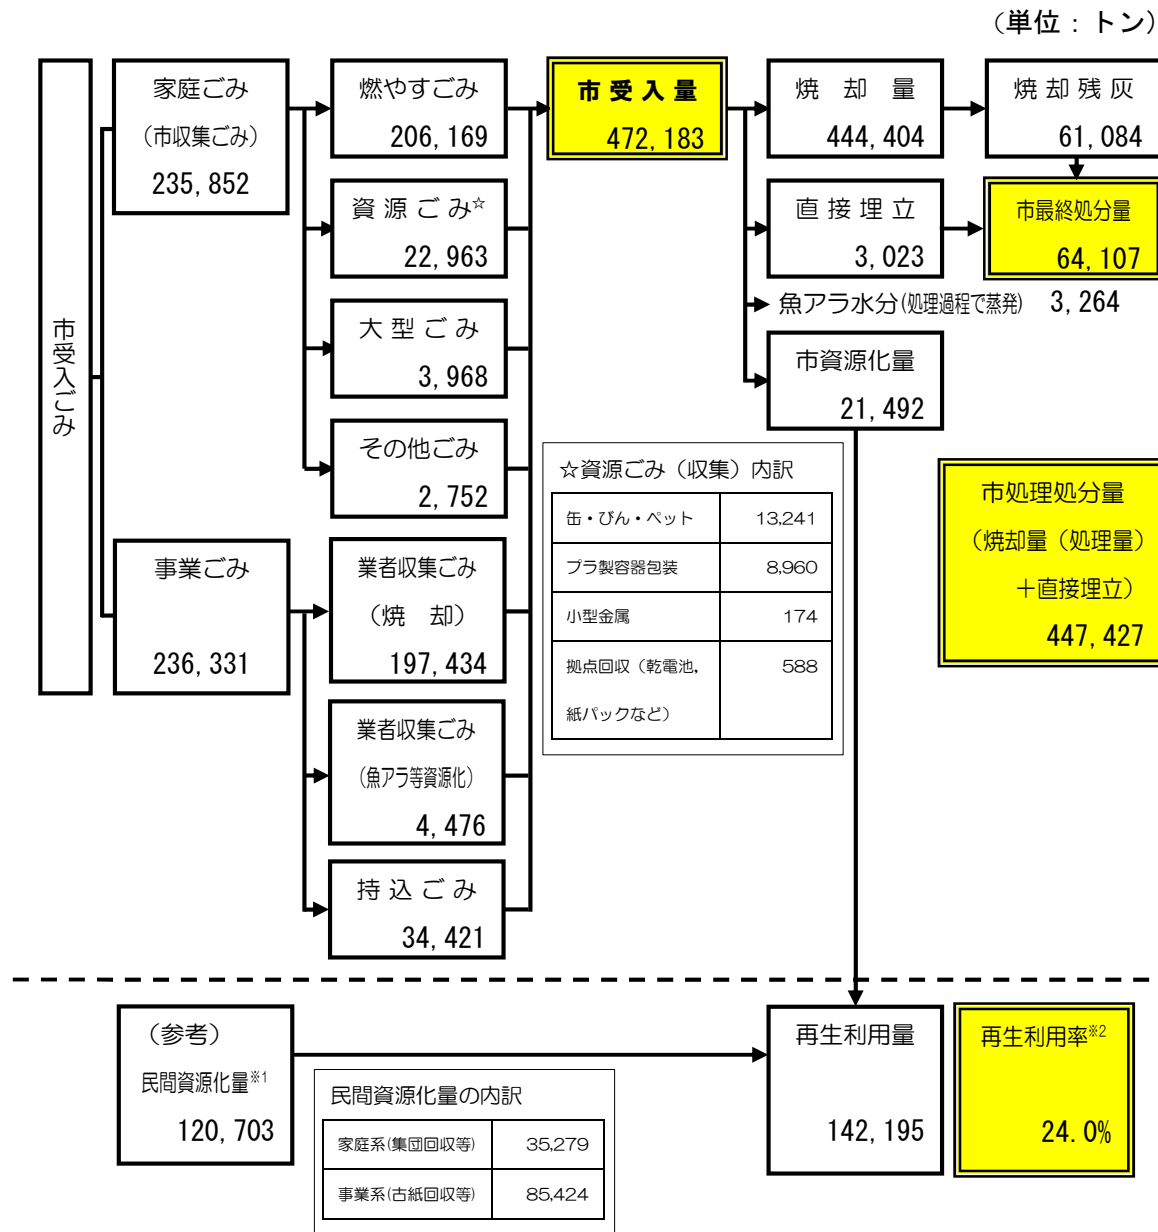 （単位：トン）
市受入ごみ
家庭ごみ
（市収集ごみ）
235,852
燃やすごみ
206,169
資源ごみ☆
22,963
大型ごみ
3,968
その他ごみ
2,752
事業ごみ
236,331
業者収集ごみ
（焼　却）
197,434
業者収集ごみ
（魚アラ等資源化）
4,476
持込ごみ
34,421
市受入量
472,183
焼却量
444,404
焼却残灰
61,084
直接埋立
3,023
市最終処分量
64,107
魚アラ水分（処理過程で蒸発）　3,264
市資源化量
21,492
☆資源ごみ（収集）内訳
缶・びん・ペット　13,241
プラ製容器包装　8,960
小型金属　174
拠点回収（乾電池,　588
紙パックなど）
市処理処分量
（焼却量（処理量）
＋直接埋立）
447,427
（参考）
民間資源化量※1
120,703
民間資源化量の内訳
家庭系(集団回収等)　35,279
事業系(古紙回収等)　85,424
再生利用量
142,195
再生利用率※2
24.0%